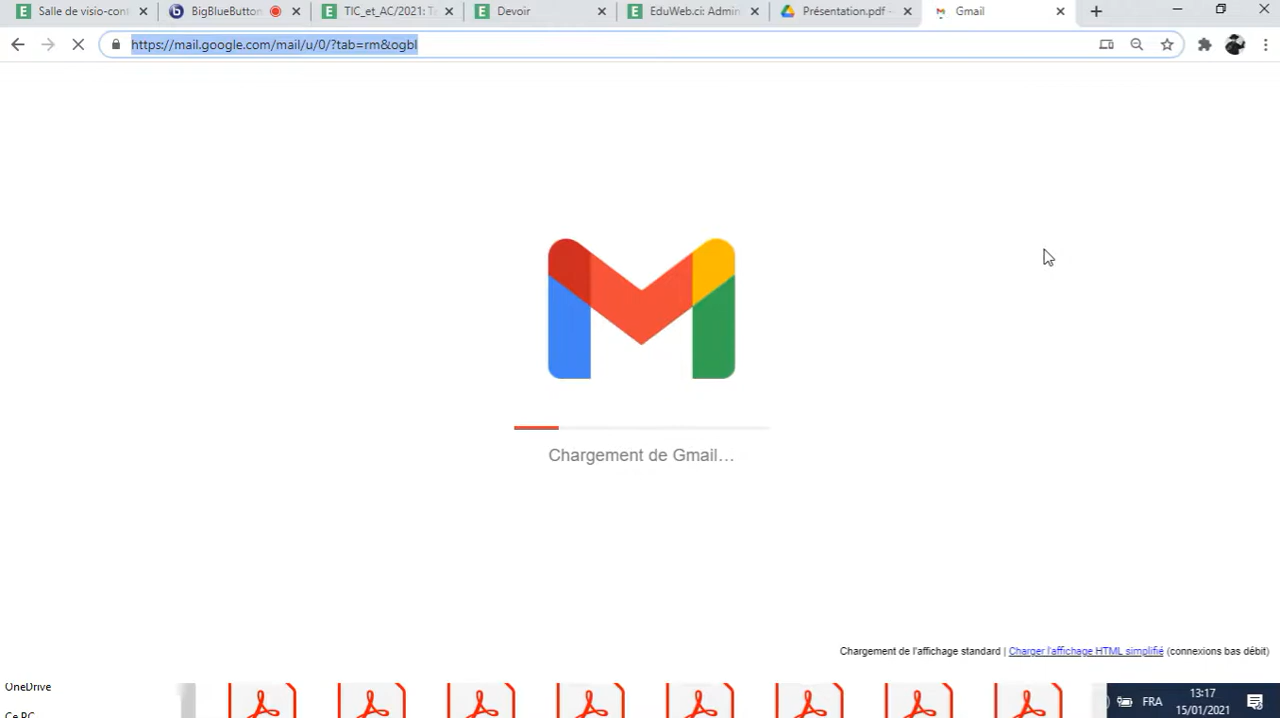 Salle de visio-con
BigBlueButton
TIC_et_AC/2021: T
Devoir
EduWeb.ci: Admin
Présentation.pdf -
Gmail
https://mail.google.com/mail/u/0/?tab=rm&ogbl
Chargement de Gmail…
Chargement de l'affichage standard | Charger l'affichage HTML simplifié (connexions bas débit)
OneDrive
Ce PC
FRA
13:17
15/01/2021